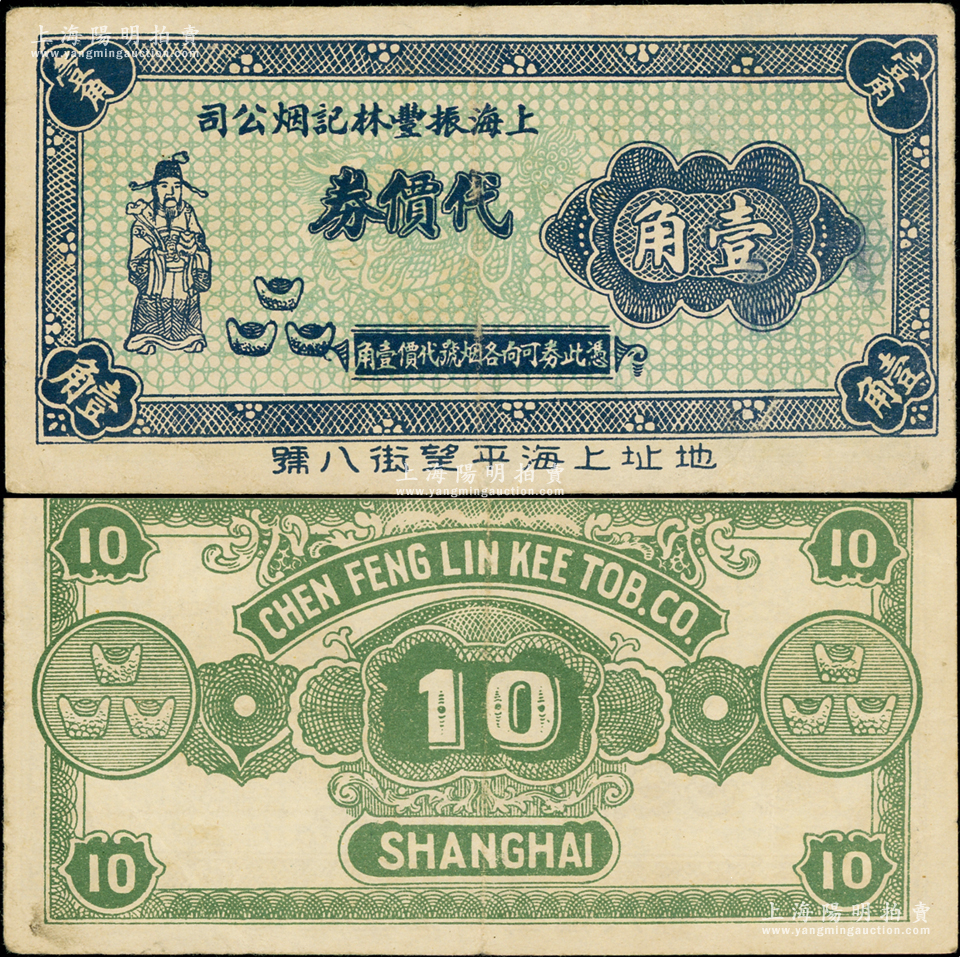 上海陽明拍賣
www.yangmingauction.com
壹角
壹角
上海振豐林記烟公司
代價券
壹角
憑此券可向各烟號代價壹角
壹角
壹角
地址上海平望街八號
上海陽明拍賣
www.yangmingauction.com
10
10
CHEN FENG LIN KEE TOB. CO.
10
10
SHANGHAI
10
上海陽明拍賣
www.yangmingauction.com